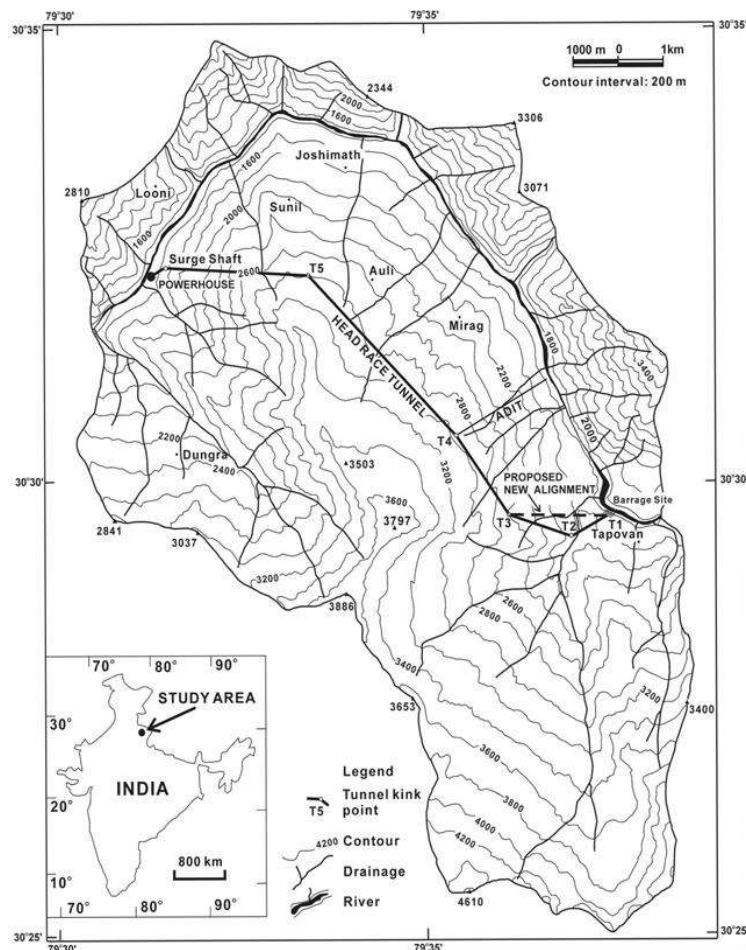 79°30'
79°35'
30°35'
30°35'
1000 m 0 1km
Contour interval: 200 m
2344
2000
1600
3306
Joshimath
1600
3071
2810
Looni
Sunil
2000
1600
Surge Shaft
2600
T5
Auli
POWERHOUSE
Mirag
1800
HEAD RACE TUNNEL
2200
3400
2800
ADIT
T4
2000
2200
Dungra
2400
3503
3200
30°30'
30°30'
PROPOSED
NEW ALIGNMENT
Barrage Site
3600
3797
T3
T2
T1
Tapovan
2841
3037
3200
3886
2600
2800
3400
3200
3400
3653
70° 80° 90°
STUDY AREA
30°
INDIA
20°
800 km
10°
3600
3800
4000
4200
4610
Legend
Tunnel kink
point
T5
4200
Contour
Drainage
River
30°25'
30°25'
79°30'
79°35'